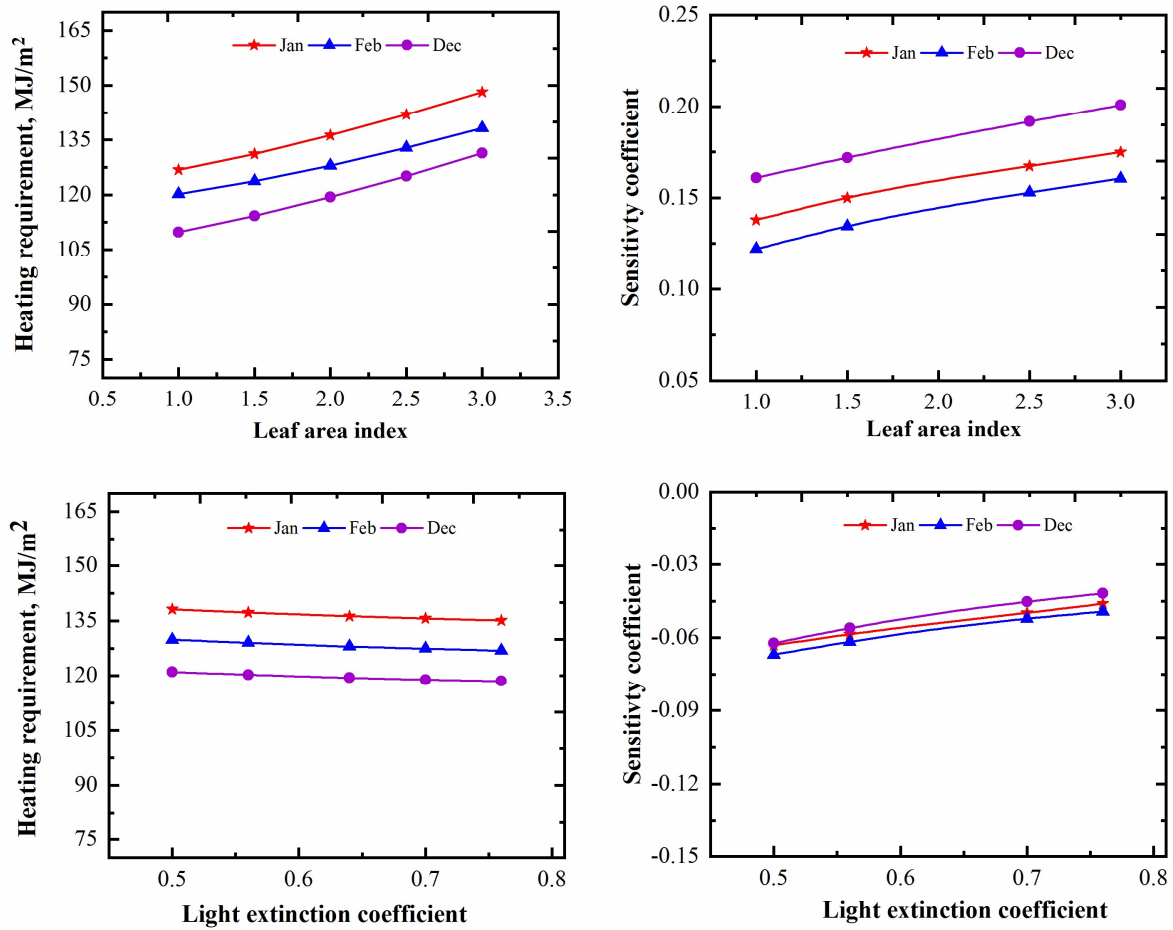 Heating requirement, MJ/m²
165
150
135
120
105
90
75
Jan Feb Dec
0.5 1.0 1.5 2.0 2.5 3.0 3.5
Leaf area index
Sensitivty coefficient
0.25
0.20
0.15
0.10
0.05
Jan Feb Dec
1.0 1.5 2.0 2.5 3.0
Leaf area index
Heating requirement, MJ/m²
165
150
135
120
105
90
75
Jan Feb Dec
0.5 0.6 0.7 0.8
Light extinction coefficient
Sensitivty coefficient
0.00
-0.03
-0.06
-0.09
-0.12
-0.15
Jan Feb Dec
0.5 0.6 0.7 0.8
Light extinction coefficient